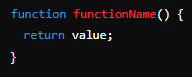 function functionName() {
  return value;
}